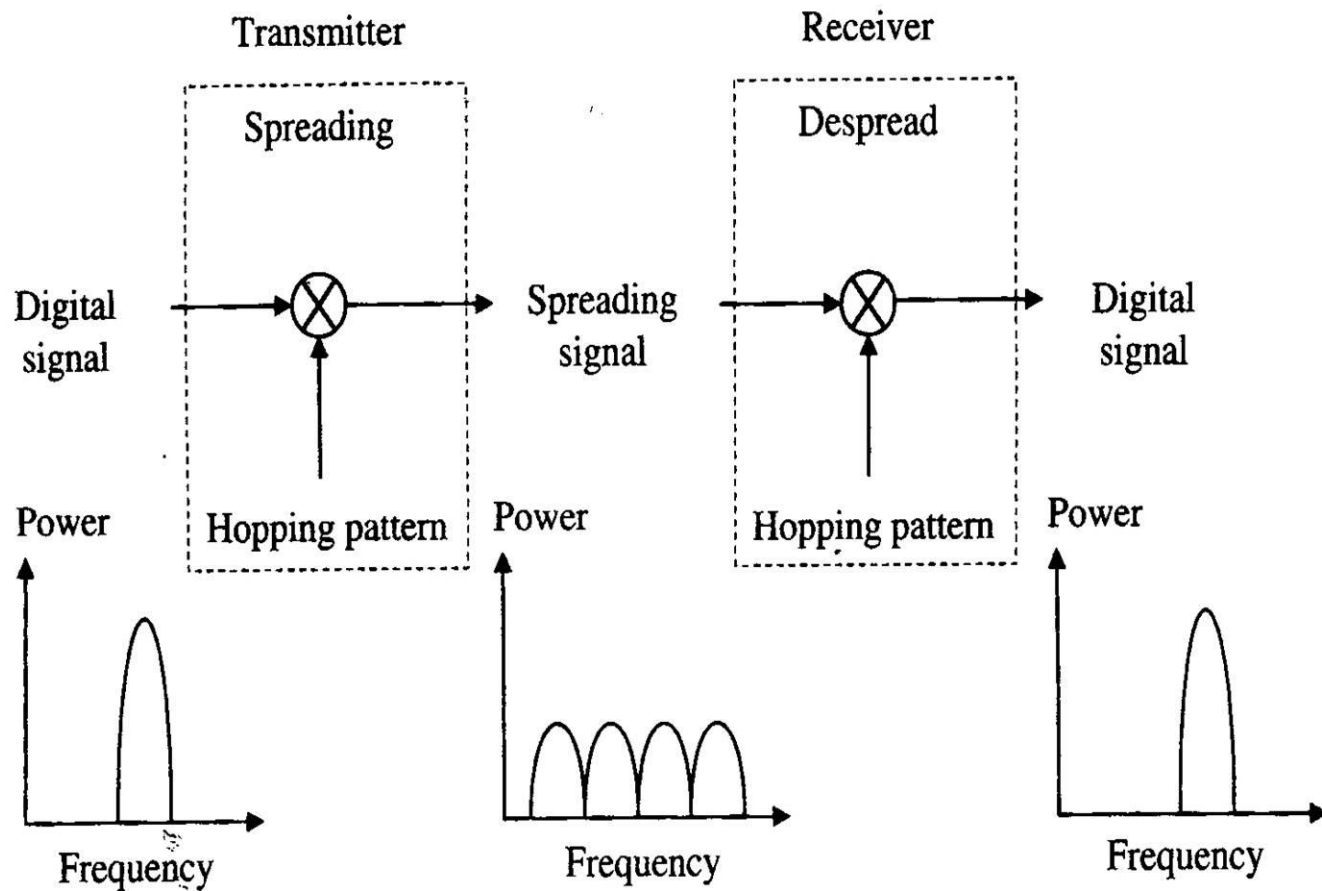 Transmitter
Receiver
Spreading
Despread
Digital
signal
Spreading
signal
Digital
signal
Power
Hopping pattern
Power
Hopping pattern
Power
Frequency
Frequency
Frequency